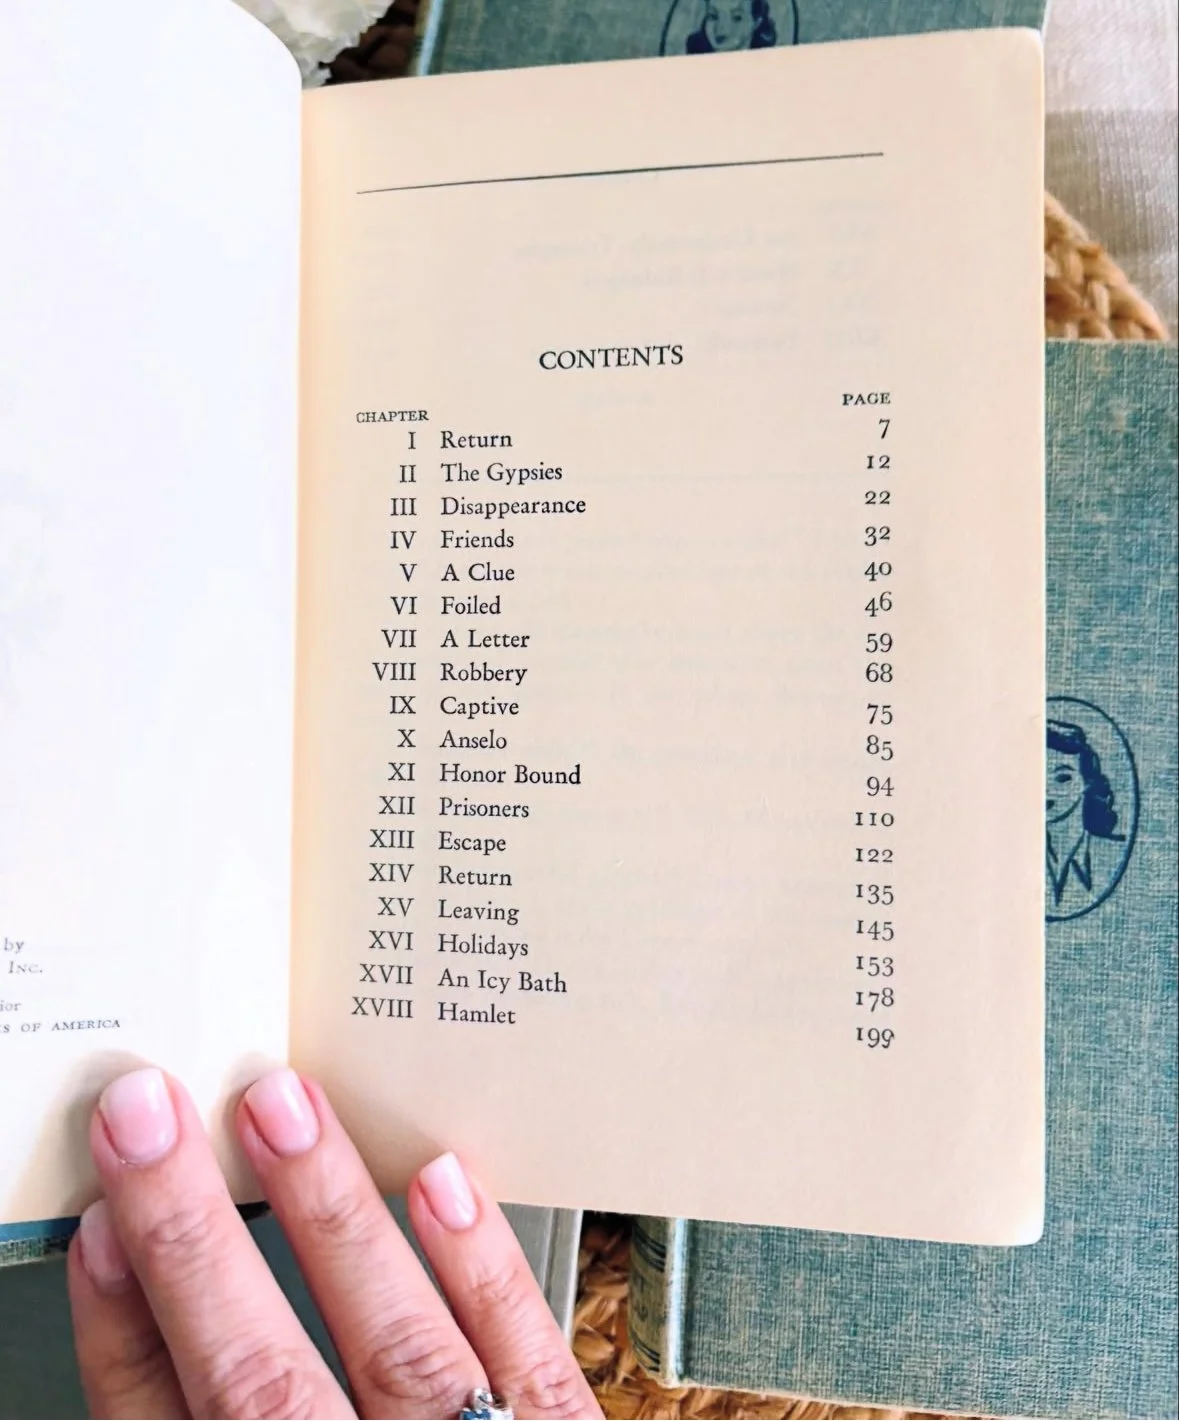 by
INC.
OF AMERICA
CONTENTS
CHAPTER PAGE
I Return 7
II The Gypsies 12
III Disappearance 22
IV Friends 32
V A Clue 40
VI Foiled 46
VII A Letter 59
VIII Robbery 68
IX Captive 75
X Anselo 85
XI Honor Bound 94
XII Prisoners 110
XIII Escape 122
XIV Return 135
XV Leaving 145
XVI Holidays 153
XVII An Icy Bath 178
XVIII Hamlet 199